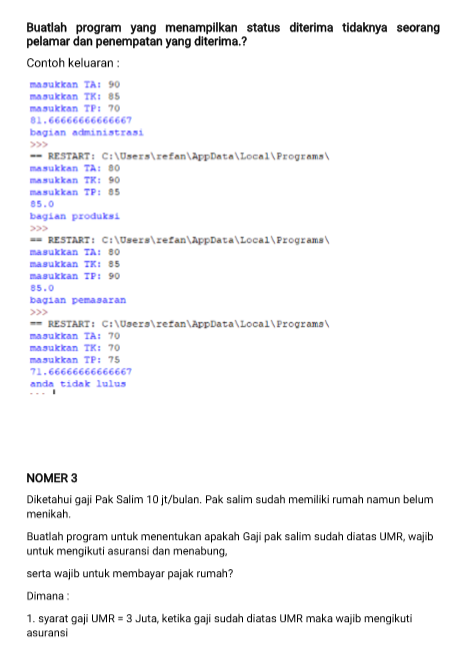 Buatlah program yang menampilkan status diterima tidaknya seorang
pelamar dan penempatan yang diterima.?
Contoh keluaran :
masukkan TA: 90
masukkan TK: 85
masukkan TP: 70
81.66666666666667
bagian administrasi
>>>
== RESTART: C:\Users\refan\AppData\Local\Programs\
masukkan TA: 80
masukkan TK: 90
masukkan TP: 85
85.0
bagian produksi
>>>
== RESTART: C:\Users\refan\AppData\Local\Programs\
masukkan TA: 80
masukkan TK: 85
masukkan TP: 90
85.0
bagian pemasaran
>>>
== RESTART: C:\Users\refan\AppData\Local\Programs\
masukkan TA: 70
masukkan TK: 70
masukkan TP: 75
71.66666666666667
anda tidak lulus
NOMER 3
Diketahui gaji Pak Salim 10 jt/bulan. Pak salim sudah memiliki rumah namun belum
menikah.
Buatlah program untuk menentukan apakah Gaji pak salim sudah diatas UMR, wajib
untuk mengikuti asuransi dan menabung,
serta wajib untuk membayar pajak rumah?
Dimana :
1. syarat gaji UMR = 3 Juta, ketika gaji sudah diatas UMR maka wajib mengikuti
asuransi